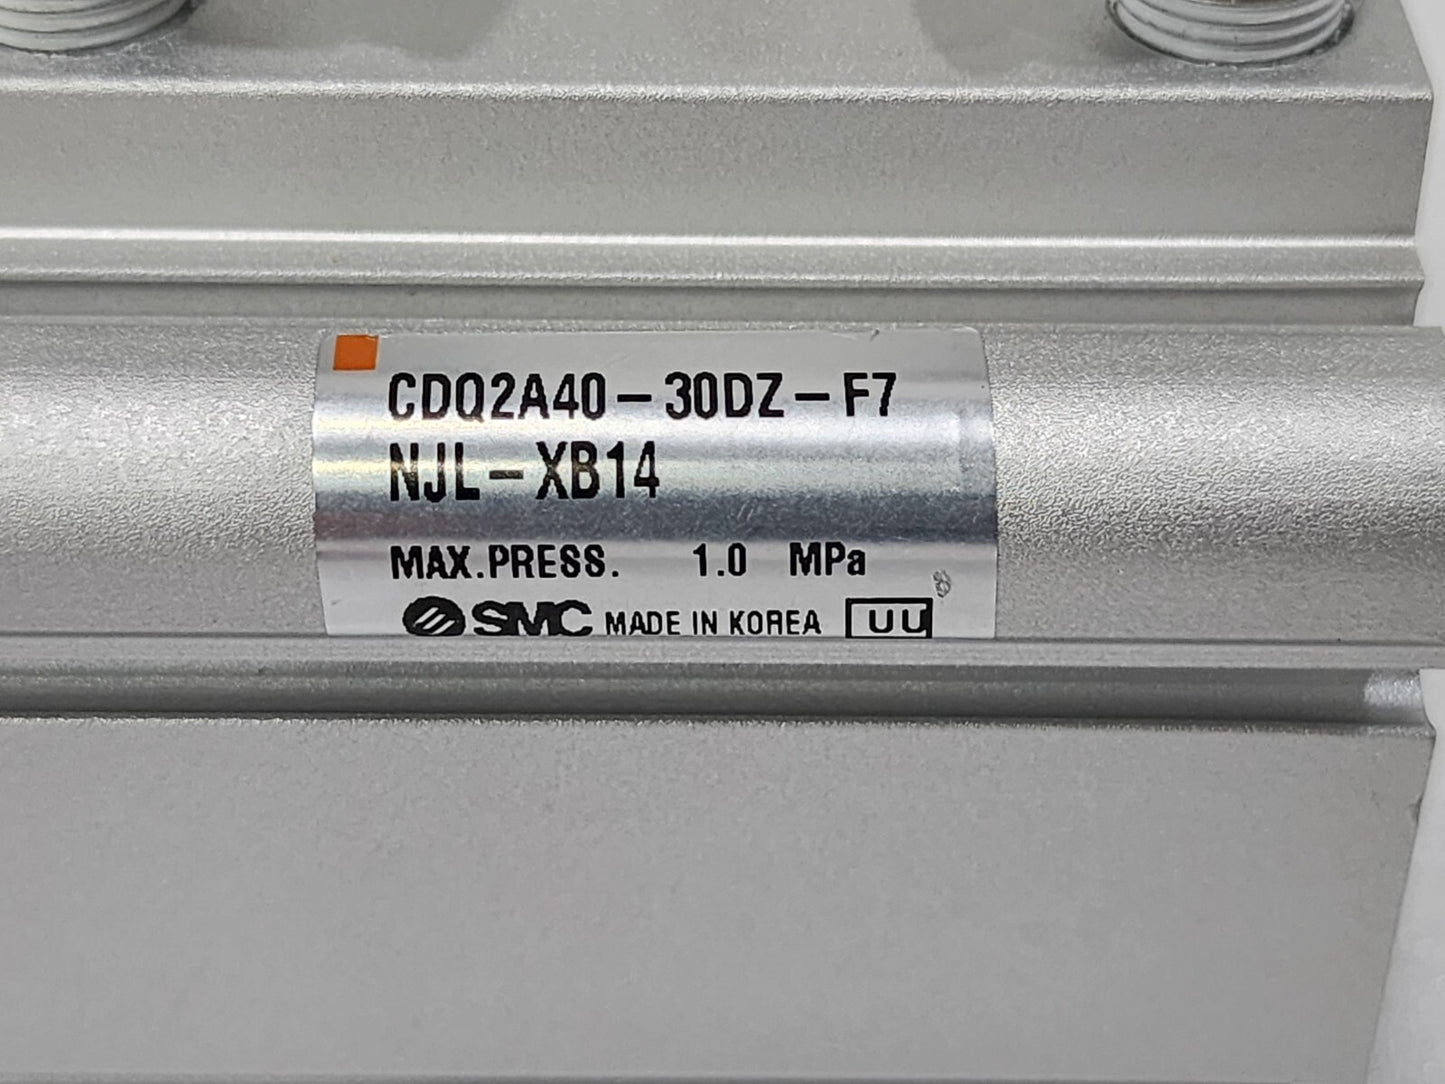 CDQ2A40-30DZ-F7
NJL-XB14
MAX.PRESS. 1.0 MPa
SMC MADE IN KOREA UU